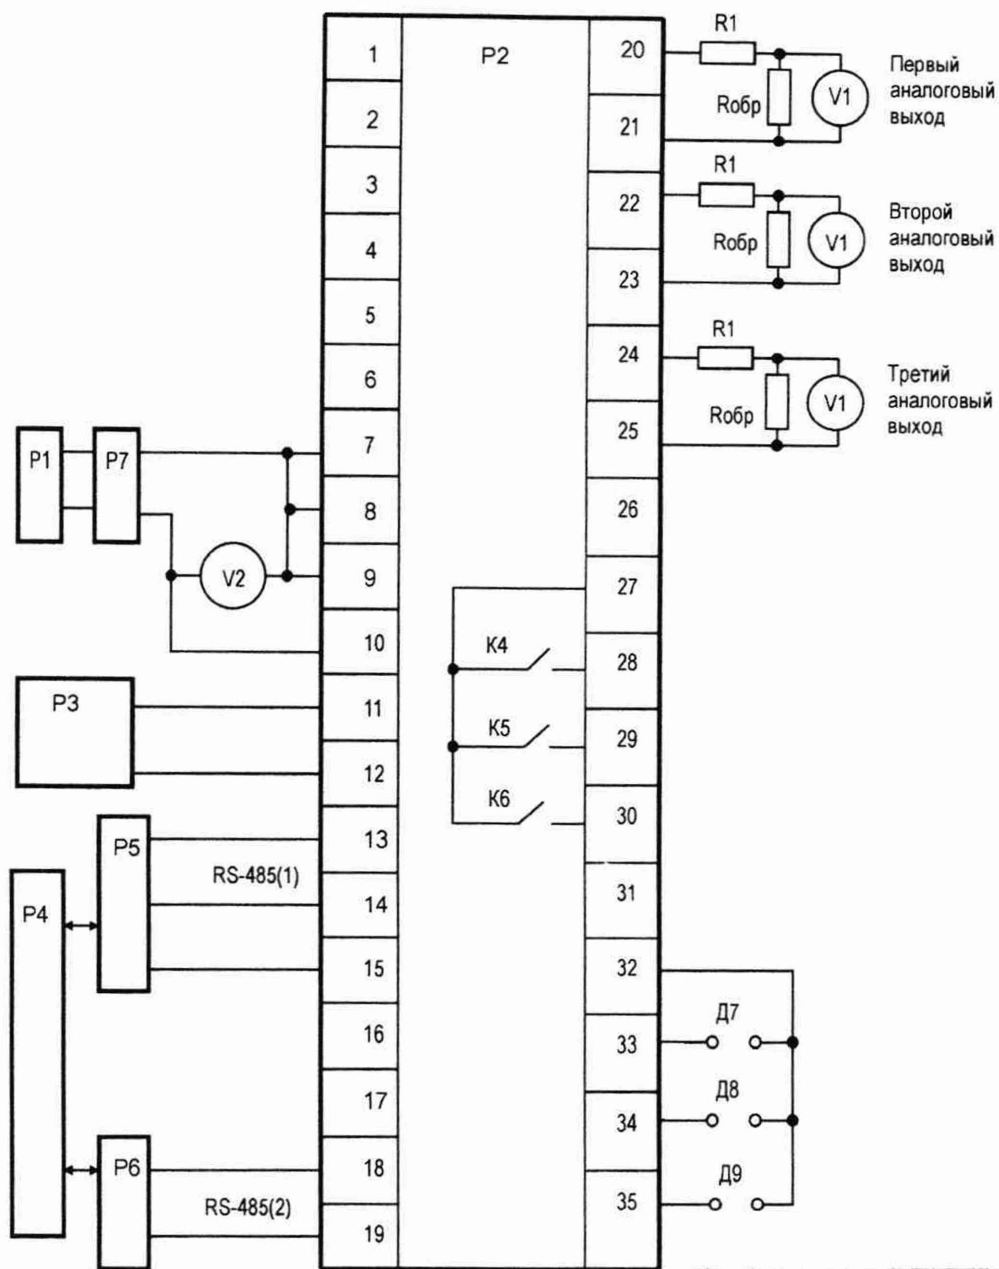 1
P2
20
R1
Первый
аналоговый
выход
Rобр
V1
2
21
3
22
R1
Второй
аналоговый
выход
Rобр
V1
4
23
5
24
R1
Третий
аналоговый
выход
Rобр
V1
6
25
P1
P7
7
26
8
V2
9
27
10
К4
28
P3
11
К5
29
12
К6
30
P5
13
RS-485(1)
31
P4
14
15
32
16
Д7
33
17
Д8
34
P6
18
Д9
RS-485(2)
35
19